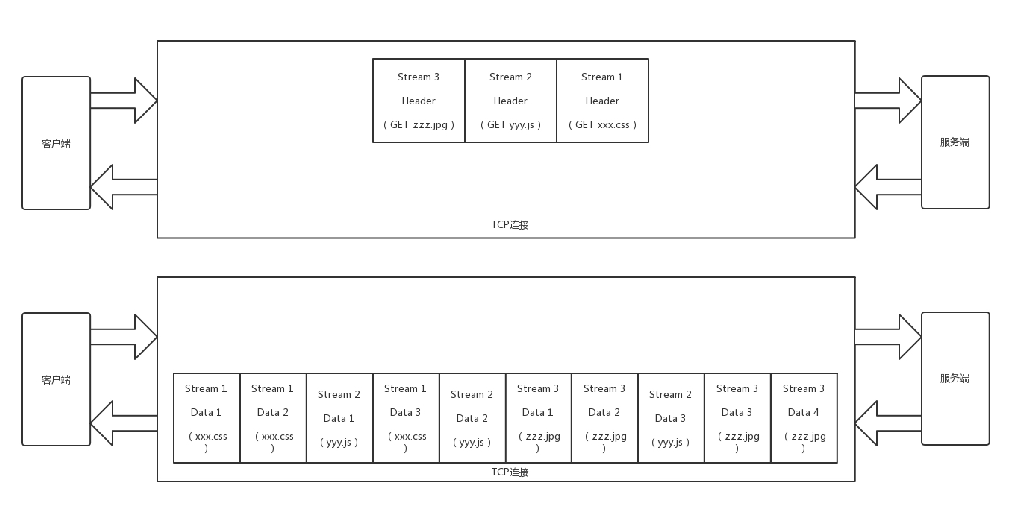 客户端
Stream 3
Header
( GET zzz.jpg )
Stream 2
Header
( GET yyy.js )
Stream 1
Header
( GET xxx.css )
TCP连接
服务端
客户端
Stream 1
Data 1
( xxx.css
)
Stream 1
Data 2
( xxx.css
)
Stream 2
Data 1
( yyy.js )
Stream 1
Data 3
( xxx.css
)
Stream 2
Data 2
( yyy.js )
Stream 3
Data 1
( zzz.jpg
)
Stream 3
Data 2
( zzz.jpg
)
Stream 2
Data 3
( yyy.js )
Stream 3
Data 3
( zzz.jpg
)
Stream 3
Data 4
( zzz.jpg
)
TCP连接
服务端